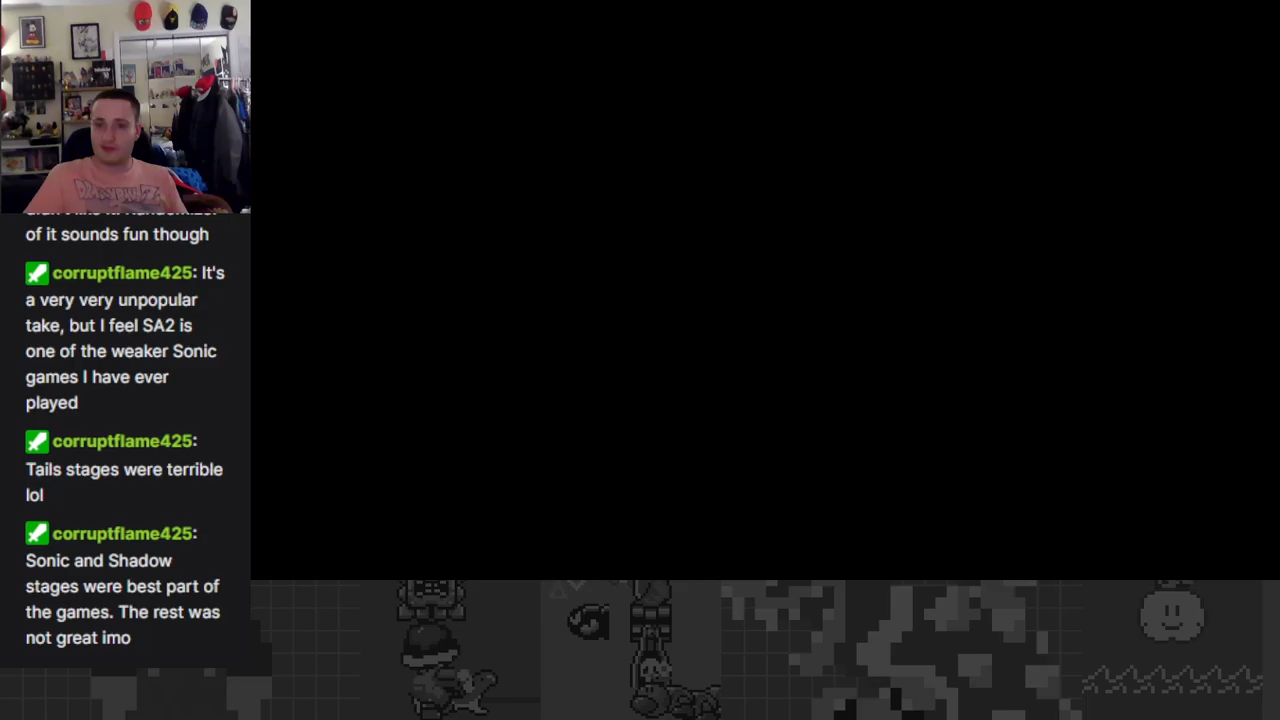 of it sounds fun though
corruptflame425: It's
a very very unpopular
take, but I feel SA2 is
one of the weaker Sonic
games I have ever
played
corruptflame425:
Tails stages were terrible
lol
corruptflame425:
Sonic and Shadow
stages were best part of
the games. The rest was
not great imo